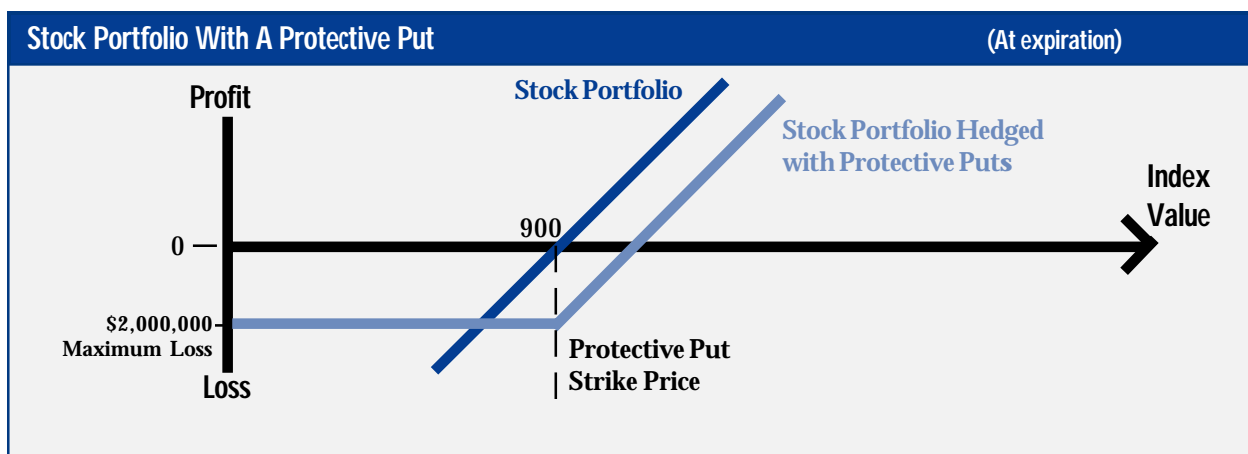 Stock Portfolio With A Protective Put (At expiration)
Profit
Stock Portfolio
Stock Portfolio Hedged
with Protective Puts
Index
Value
900
0
$2,000,000
Maximum Loss
Protective Put
Strike Price
Loss